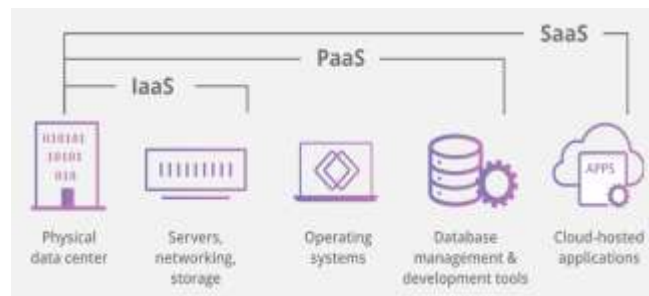 SaaS
PaaS
IaaS
010101
10101
010
APPS
Physical
data center
Servers,
networking,
storage
Operating
systems
Database
management &
development tools
Cloud-hosted
applications